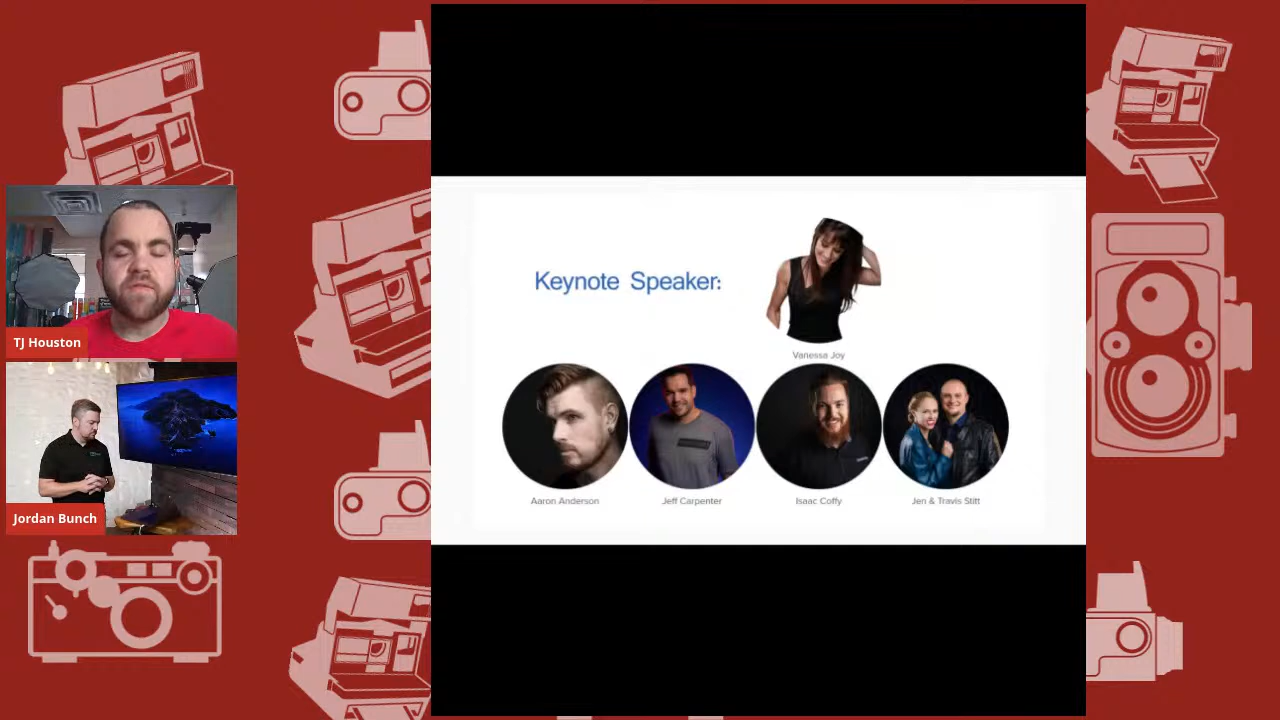 TJ Houston
Jordan Bunch
Keynote Speaker:
Vanessa Joy
Aaron Anderson
Jeff Carpenter
Isaac Coffy
Jen & Travis Stitt